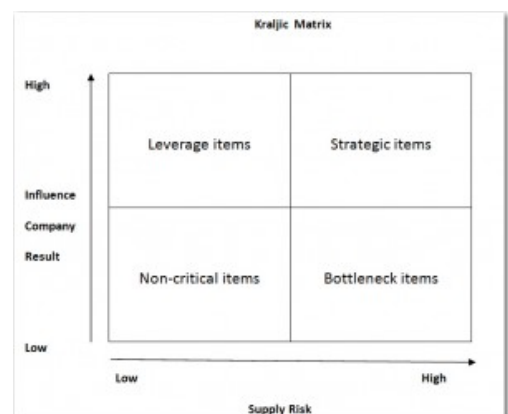 Kraljic Matrix
High
Leverage items
Strategic items
Influence
Company
Result
Non-critical items
Bottleneck items
Low
Low
High
Supply Risk